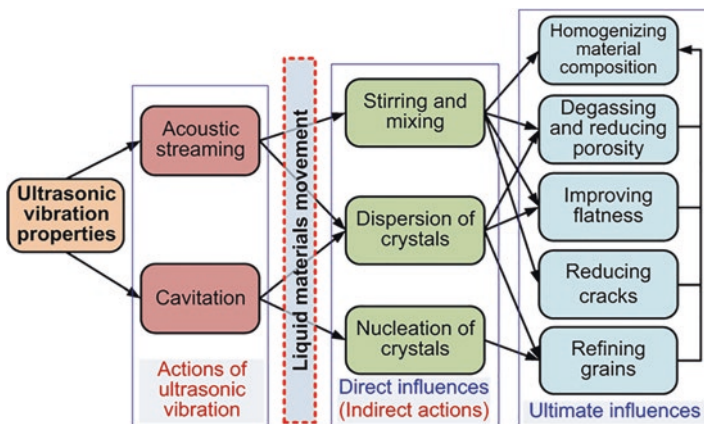 Ultrasonic
vibration
properties
Acoustic
streaming
Cavitation
Actions of
ultrasonic
vibration
Liquid materials movement
Stirring and
mixing
Dispersion of
crystals
Nucleation of
crystals
Direct influences
(Indirect actions)
Homogenizing
material
composition
Degassing
and reducing
porosity
Improving
flatness
Reducing
cracks
Refining
grains
Ultimate influences